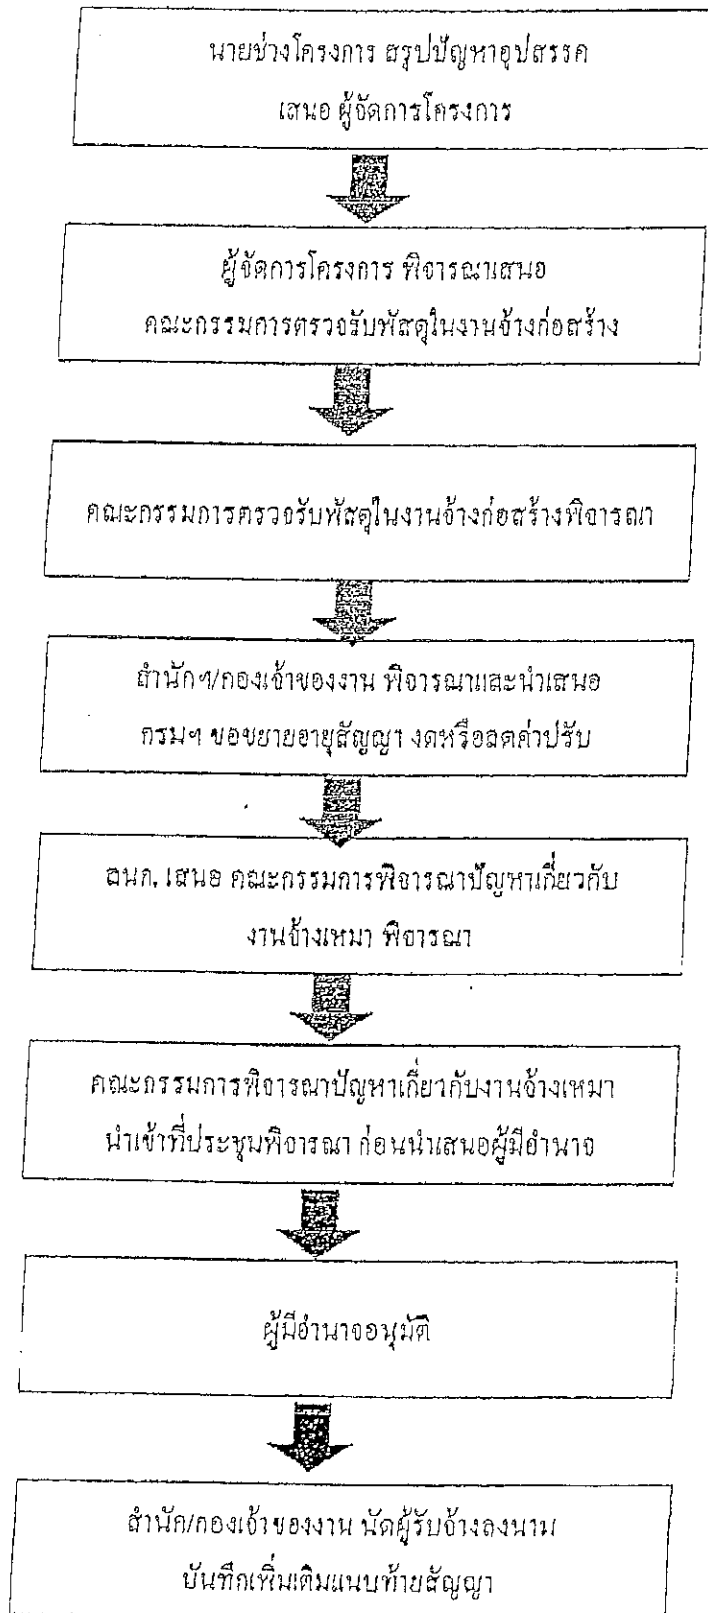 นายช่างโครงการ สรุปปัญหาอุปสรรค
เสนอ ผู้จัดการโครงการ
ผู้จัดการโครงการ พิจารณาเสนอ
คณะกรรมการตรวจรับพัสดุในงานจ้างก่อสร้าง
คณะกรรมการตรวจรับพัสดุในงานจ้างก่อสร้างพิจารณา
สำนักฯ/กองเจ้าของงาน พิจารณาและนำเสนอ
กรมฯ ขอขยายอายุสัญญา งดหรือลดค่าปรับ
สนก. เสนอ คณะกรรมการพิจารณาปัญหาเกี่ยวกับ
งานจ้างเหมา พิจารณา
คณะกรรมการพิจารณาปัญหาเกี่ยวกับงานจ้างเหมา
นำเข้าที่ประชุมพิจารณา ก่อนนำเสนอผู้มีอำนาจ
ผู้มีอำนาจอนุมัติ
สำนัก/กองเจ้าของงาน นัดผู้รับจ้างลงนาม
บันทึกเพิ่มเติมแนบท้ายสัญญา